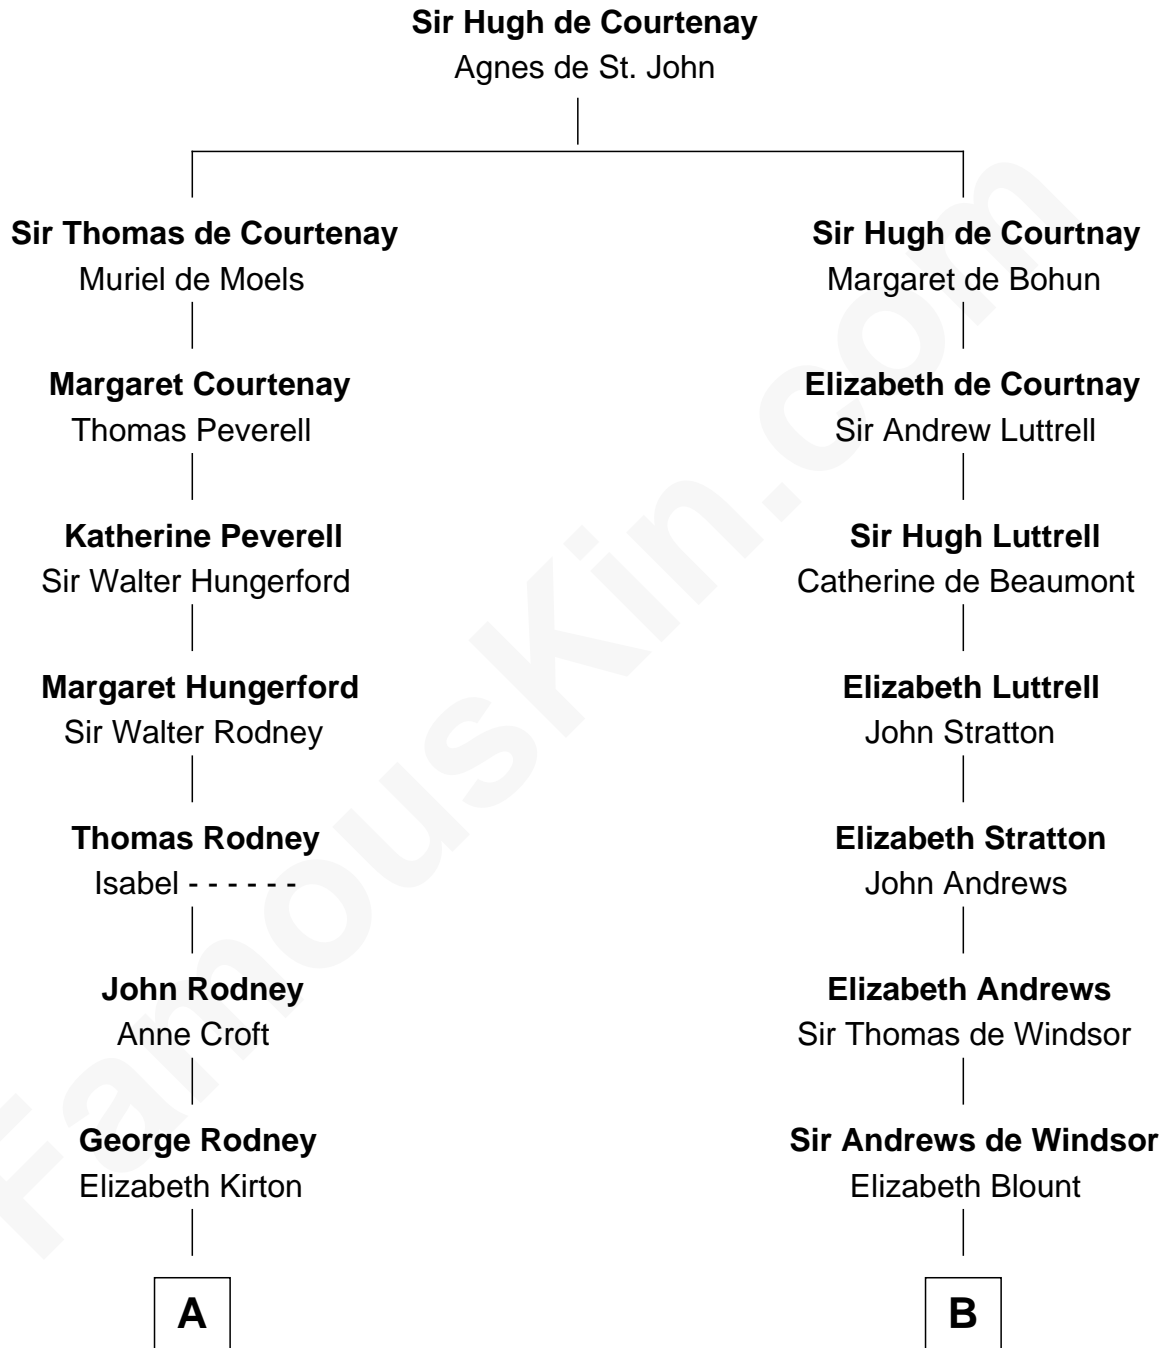 Sir Hugh de Courtenay
Agnes de St. John
Sir Thomas de Courtenay
Muriel de Moels
Sir Hugh de Courtnay
Margaret de Bohun
Margaret Courtenay
Thomas Peverell
Elizabeth de Courtnay
Sir Andrew Luttrell
Katherine Peverell
Sir Walter Hungerford
Sir Hugh Luttrell
Catherine de Beaumont
Margaret Hungerford
Sir Walter Rodney
Elizabeth Luttrell
John Stratton
Thomas Rodney
Isabel - - - - - -
Elizabeth Stratton
John Andrews
John Rodney
Anne Croft
Elizabeth Andrews
Sir Thomas de Windsor
George Rodney
Elizabeth Kirton
Sir Andrews de Windsor
Elizabeth Blount
A
B
FamousKin.com